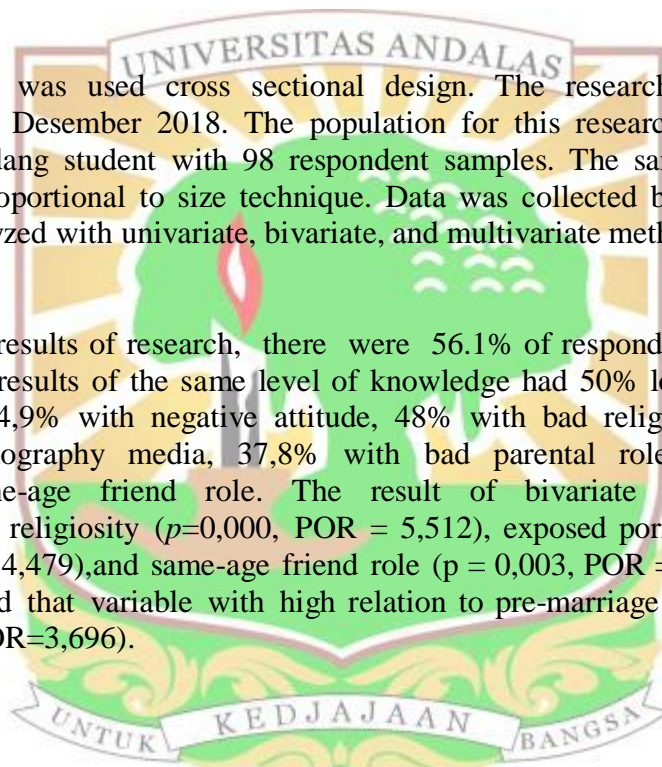 UNIVERSITAS ANDALAS
was used cross sectional design. The research
Desember 2018. The population for this research
dang student with 98 respondent samples. The sa
oportional to size technique. Data was collected b
yzed with univariate, bivariate, and multivariate meth
results of research, there were 56.1% of respond
results of the same level of knowledge had 50% l
4,9% with negative attitude, 48% with bad relig
ography media, 37,8% with bad parental role
me-age friend role. The result of bivariate
religiosity (p=0,000, POR = 5,512), exposed por
4,479),and same-age friend role (p = 0,003, POR =
d that variable with high relation to pre-marriage
OR=3,696).
UNTUK KEDJAJAAN BANGSA